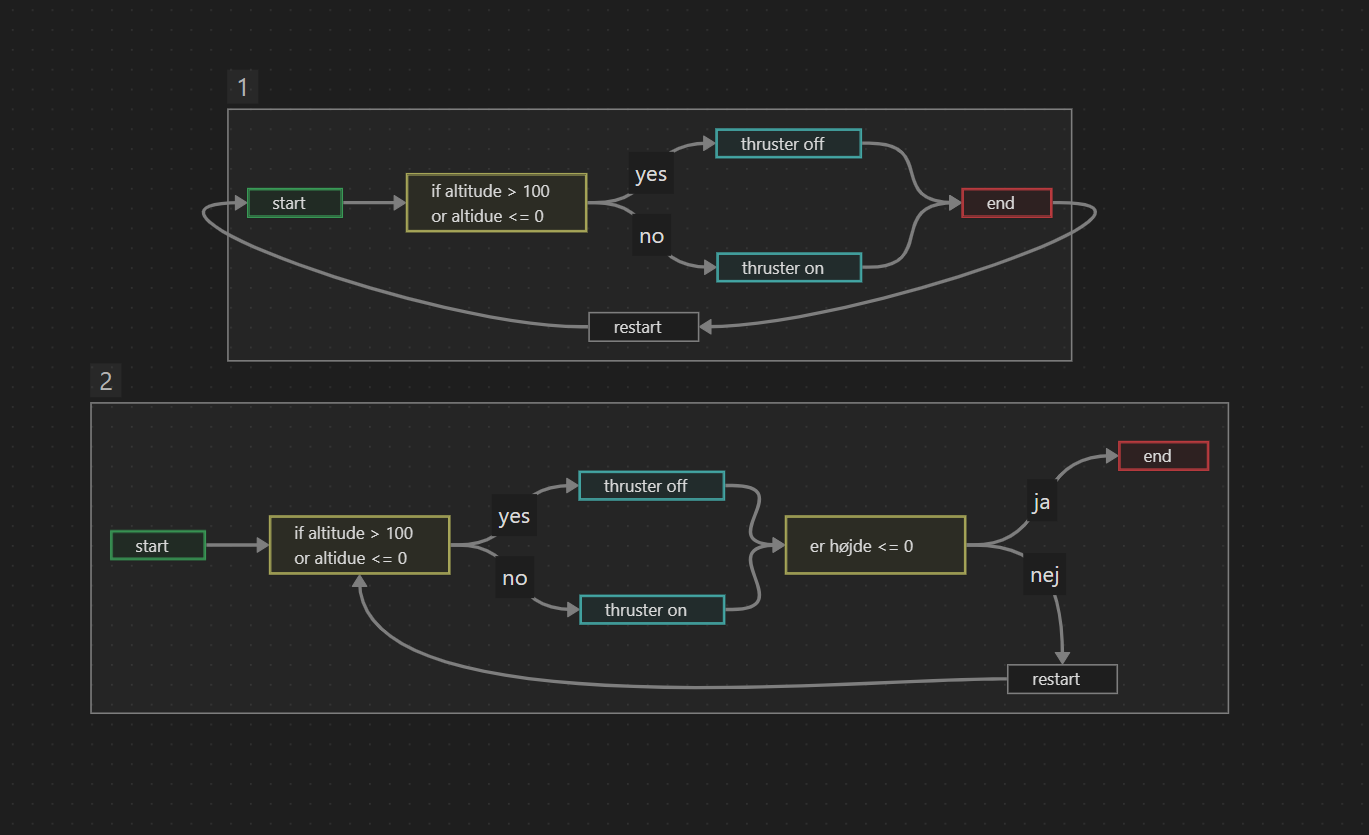 1
start
if altitude > 100
or altidue <= 0
yes
no
thruster off
thruster on
end
restart
2
start
if altitude > 100
or altidue <= 0
yes
no
thruster off
thruster on
er højde <= 0
ja
nej
end
restart